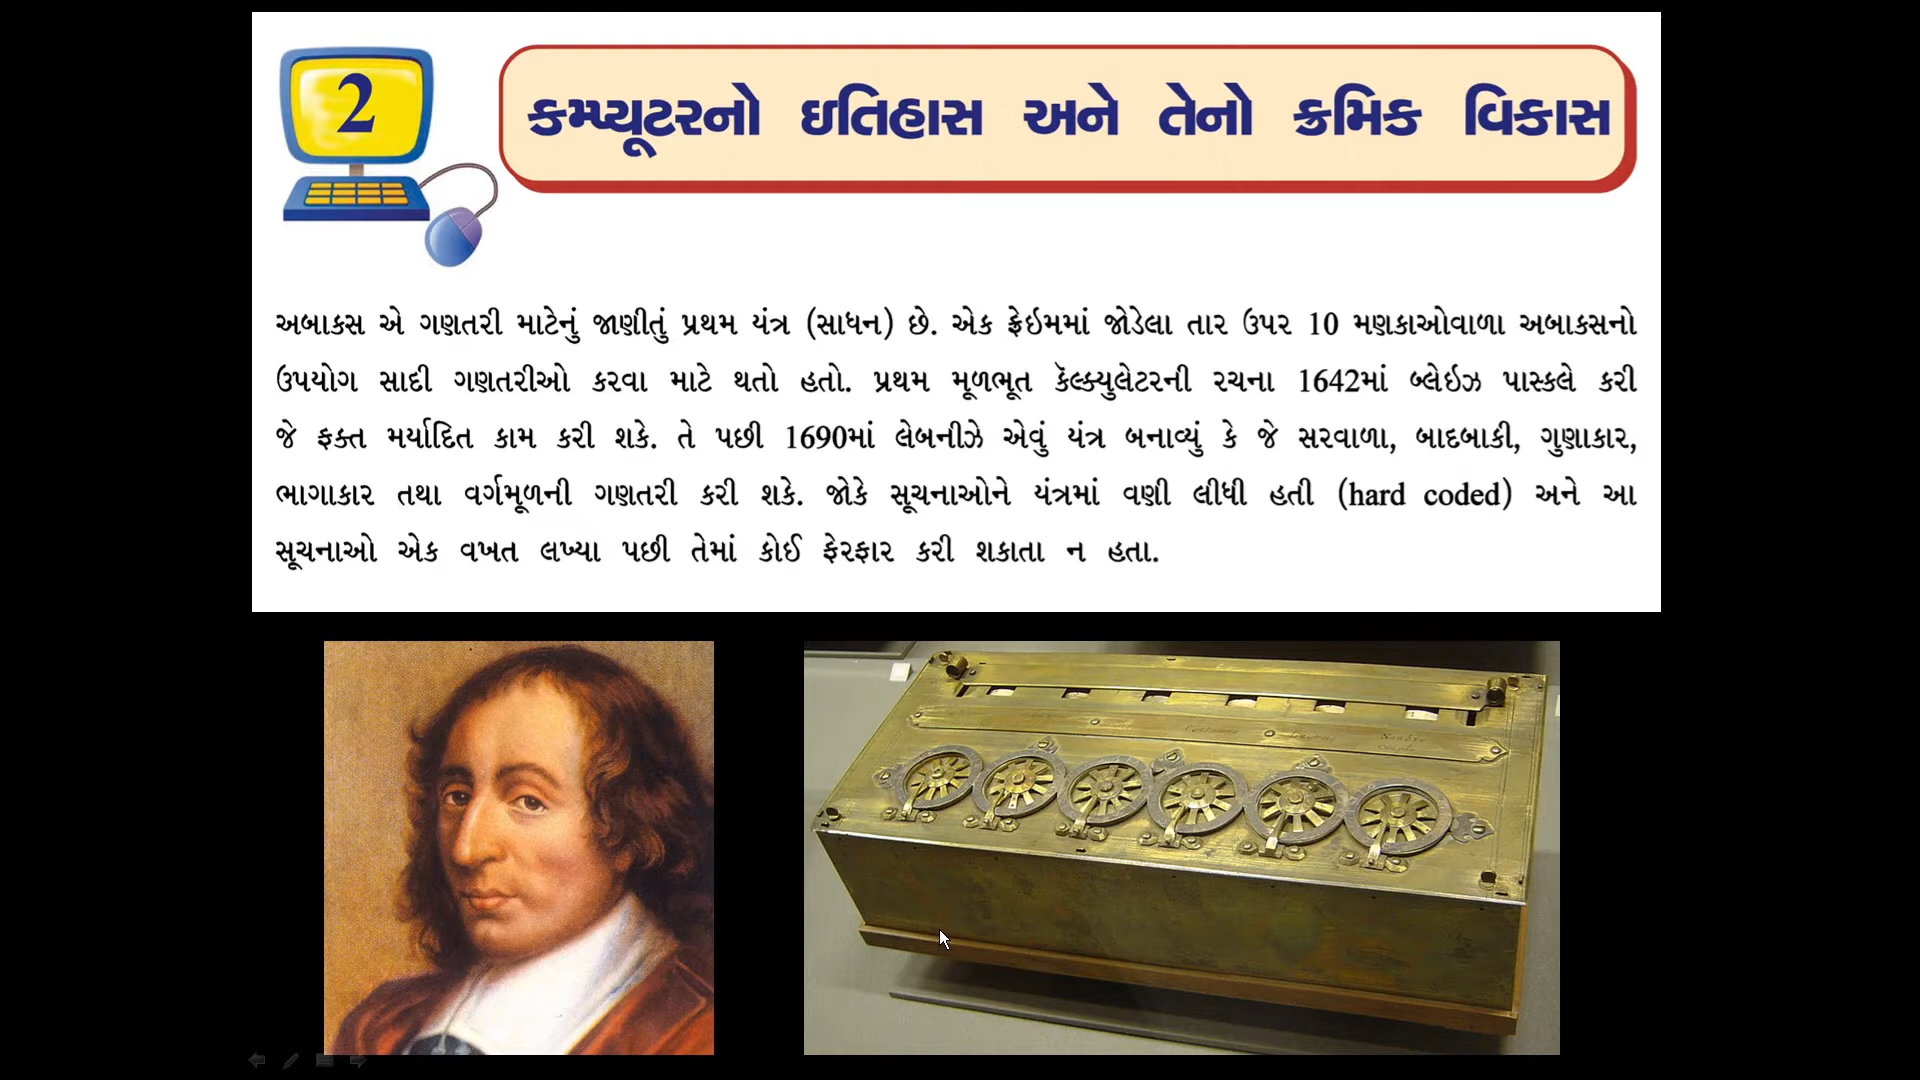 2
કમ્પ્યૂટરનો ઇતિહાસ અને તેનો ક્રમિક વિકાસ
અબાકસ એ ગણતરી માટેનું જાણીતું પ્રથમ યંત્ર (સાધન) છે. એક ફ્રેઇમમાં જોડેલા તાર ઉપર 10 મણકાઓવાળા અબાકસનો
ઉપયોગ સાદી ગણતરીઓ કરવા માટે થતો હતો. પ્રથમ મૂળભૂત કૅલ્ક્યુલેટરની રચના 1642માં બ્લેઇઝ પાસ્કલે કરી
જે ફક્ત મર્યાદિત કામ કરી શકે. તે પછી 1690માં લેબનીઝે એવું યંત્ર બનાવ્યું કે જે સરવાળા, બાદબાકી, ગુણાકાર,
ભાગાકાર તથા વર્ગમૂળની ગણતરી કરી શકે. જોકે સૂચનાઓને યંત્રમાં વણી લીધી હતી (hard coded) અને આ
સૂચનાઓ એક વખત લખ્યા પછી તેમાં કોઈ ફેરફાર કરી શકાતા ન હતા.